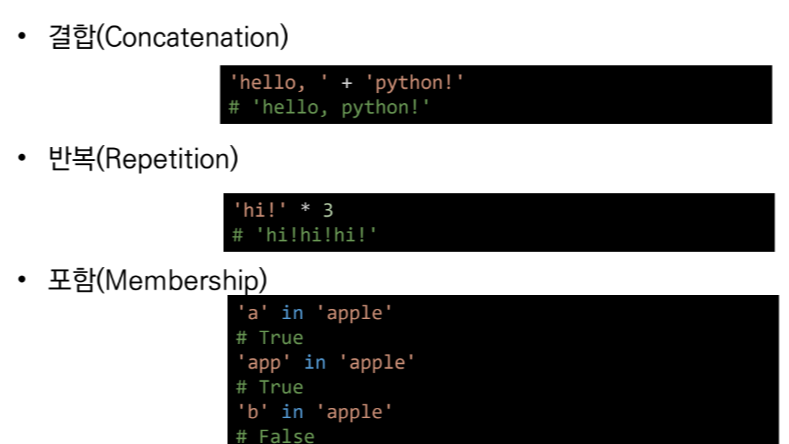 • 결합(Concatenation)
'hello, ' + 'python!'
# 'hello, python!'
• 반복(Repetition)
'hi!' * 3
# 'hi!hi!hi!'
• 포함(Membership)
'a' in 'apple'
# True
'app' in 'apple'
# True
'b' in 'apple'
# False